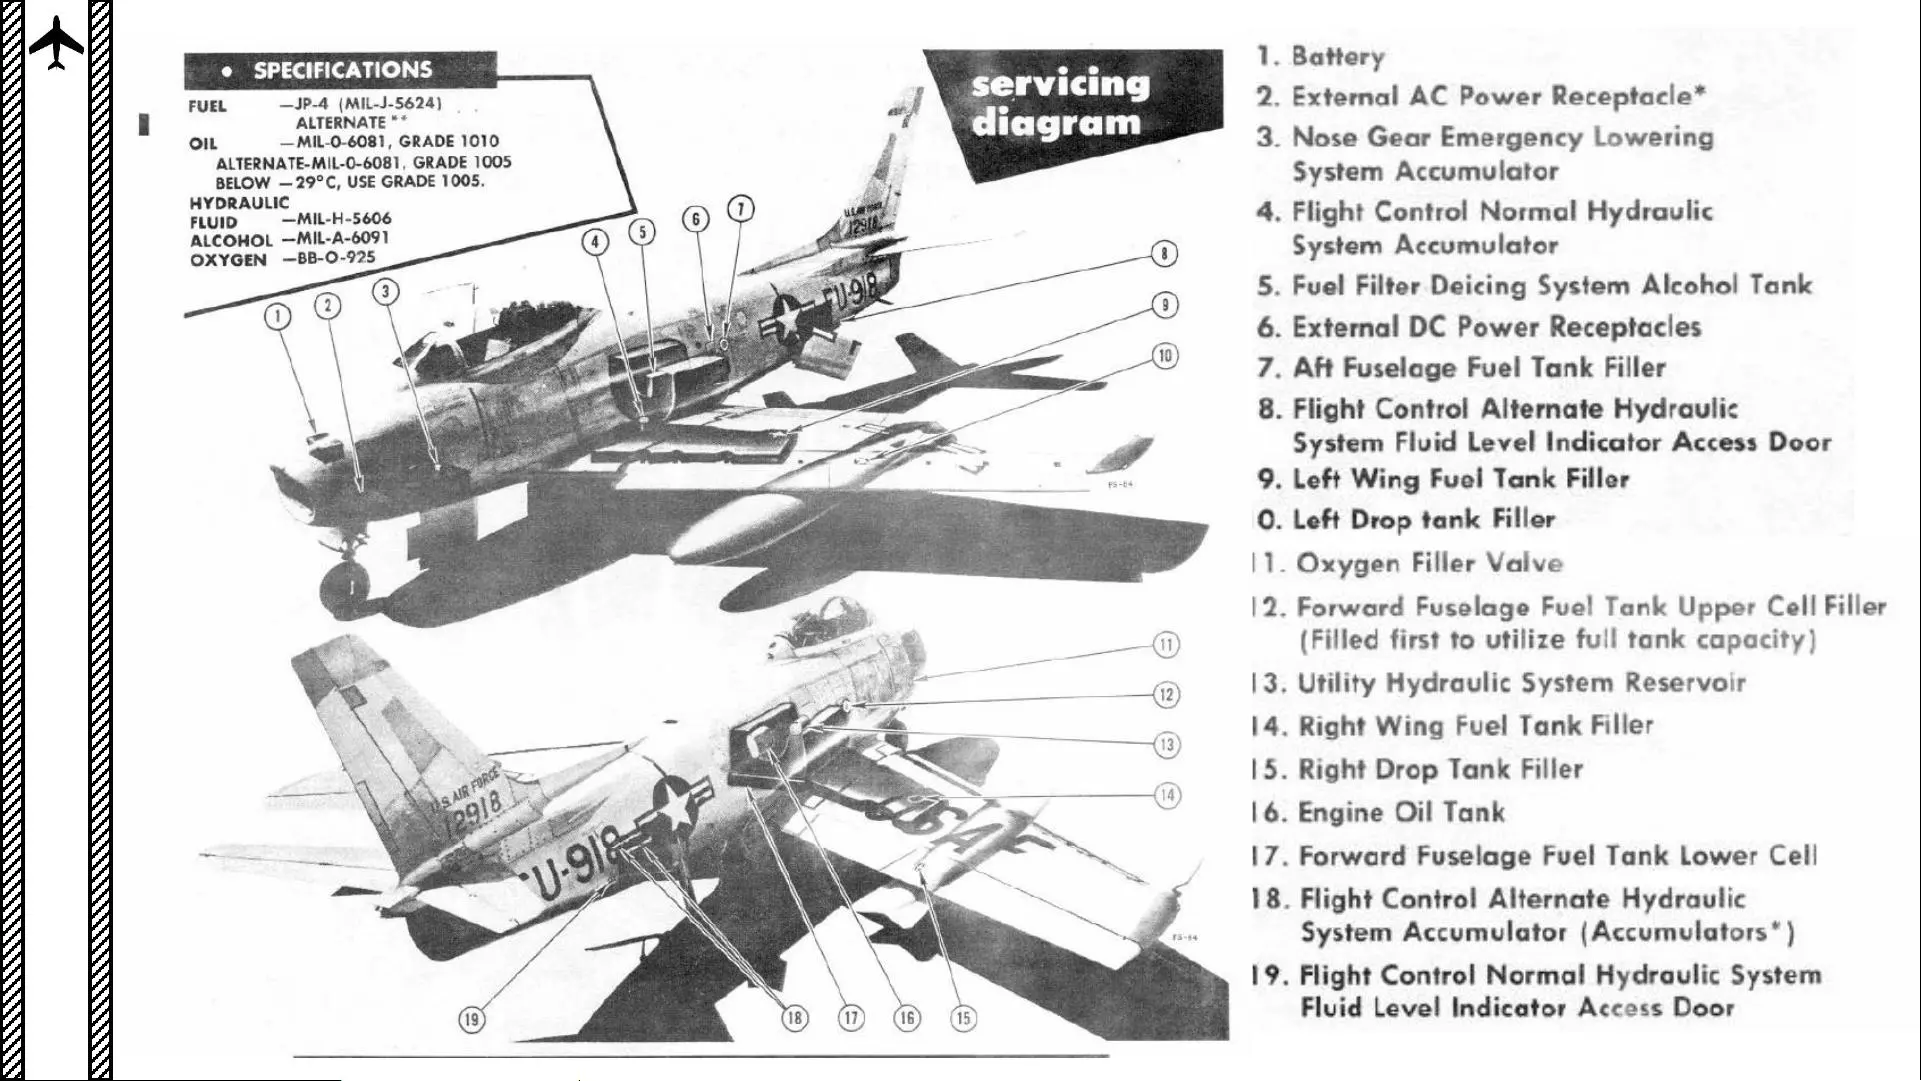 • SPECIFICATIONS
FUEL —JP-4 (MIL-J-5624)
ALTERNATE **
OIL —MIL-O-6081, GRADE 1010
ALTERNATE-MIL-O-6081, GRADE 1005
BELOW —29°C, USE GRADE 1005.
HYDRAULIC
FLUID —MIL-H-5606
ALCOHOL —MIL-A-6091
OXYGEN —BB-O-925
servicing
diagram
1
2
3
4
5
6
7
8
9
10
U.S. AIR FORCE
12918
FU-918
FS-84
11
12
13
14
15
16
17
18
19
U.S. AIR FORCE
12918
U-918
USAF
FS-84
1. Battery
2. External AC Power Receptacle*
3. Nose Gear Emergency Lowering
System Accumulator
4. Flight Control Normal Hydraulic
System Accumulator
5. Fuel Filter Deicing System Alcohol Tank
6. External DC Power Receptacles
7. Aft Fuselage Fuel Tank Filler
8. Flight Control Alternate Hydraulic
System Fluid Level Indicator Access Door
9. Left Wing Fuel Tank Filler
0. Left Drop tank Filler
11. Oxygen Filler Valve
12. Forward Fuselage Fuel Tank Upper Cell Filler
(Filled first to utilize full tank capacity)
13. Utility Hydraulic System Reservoir
14. Right Wing Fuel Tank Filler
15. Right Drop Tank Filler
16. Engine Oil Tank
17. Forward Fuselage Fuel Tank Lower Cell
18. Flight Control Alternate Hydraulic
System Accumulator (Accumulators*)
19. Flight Control Normal Hydraulic System
Fluid Level Indicator Access Door